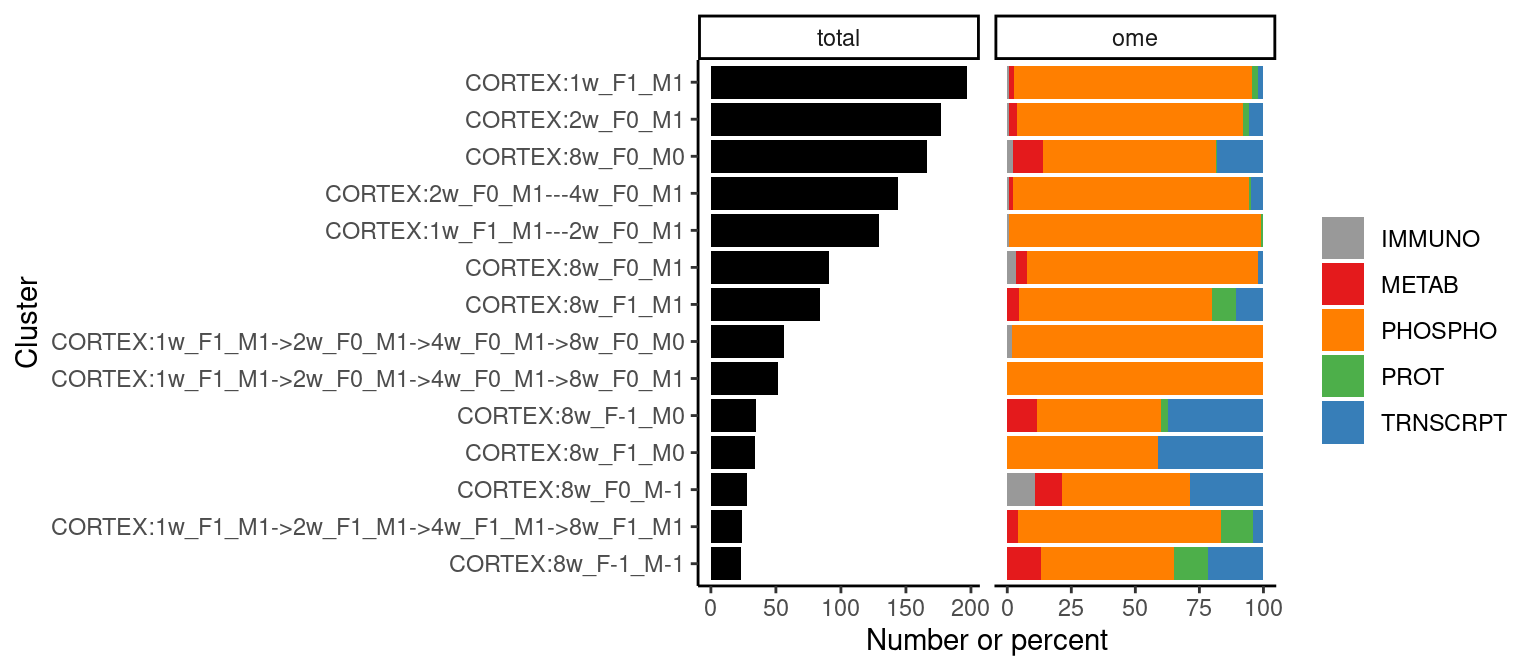 total
ome
CORTEX:1w_F1_M1
CORTEX:2w_F0_M1
CORTEX:8w_F0_M0
CORTEX:2w_F0_M1---4w_F0_M1
CORTEX:1w_F1_M1---2w_F0_M1
CORTEX:8w_F0_M1
CORTEX:8w_F1_M1
CORTEX:1w_F1_M1->2w_F0_M1->4w_F0_M1->8w_F0_M0
CORTEX:1w_F1_M1->2w_F0_M1->4w_F0_M1->8w_F0_M1
CORTEX:8w_F-1_M0
CORTEX:8w_F1_M0
CORTEX:8w_F0_M-1
CORTEX:1w_F1_M1->2w_F1_M1->4w_F1_M1->8w_F1_M1
CORTEX:8w_F-1_M-1
Cluster
0 50 100 150 200
0 25 50 75 100
Number or percent
IMMUNO
METAB
PHOSPHO
PROT
TRNSCRPT